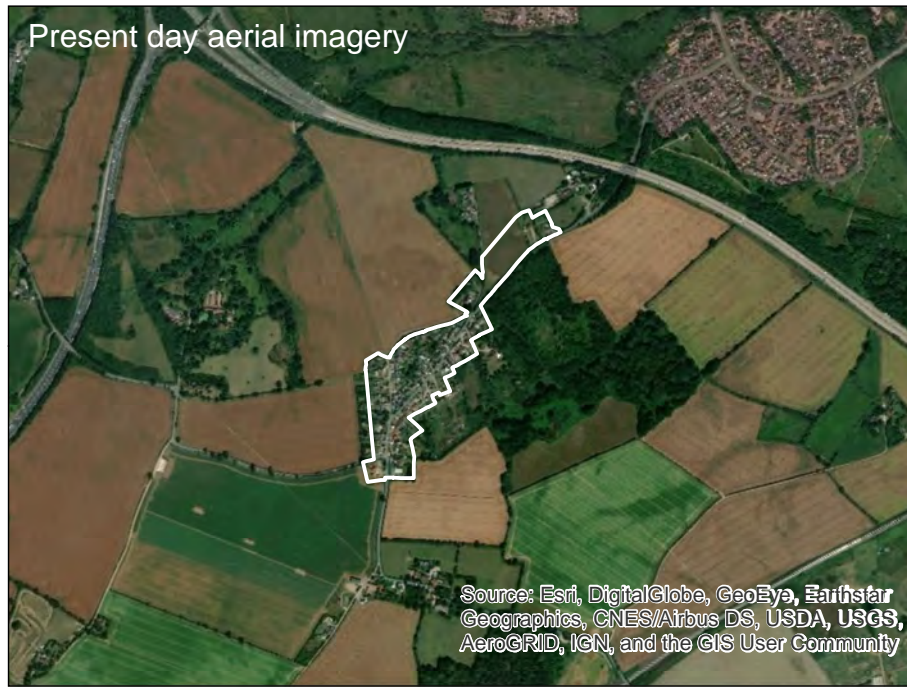 Present day aerial imagery
Source: Esri, DigitalGlobe, GeoEye, Earthstar
Geographics, CNES/Airbus DS, USDA, USGS,
AeroGRID, IGN, and the GIS User Community